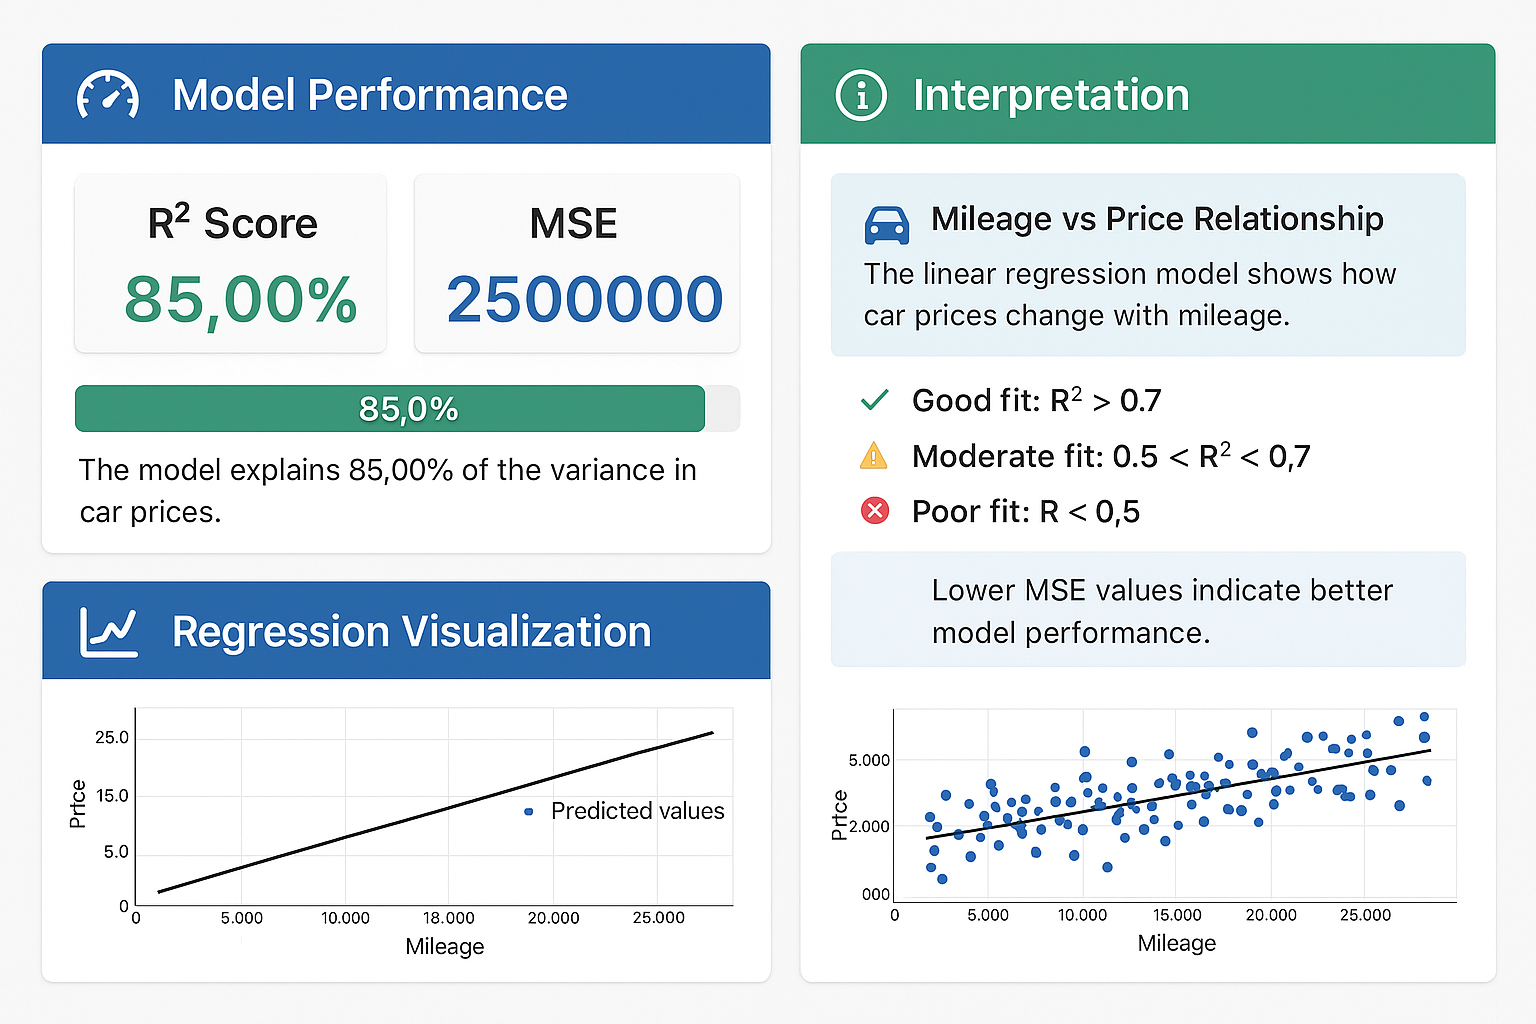 Model Performance
R² Score
85,00%
MSE
2500000
85,0%
The model explains 85,00% of the variance in
car prices.
Regression Visualization
Price
25.0
15.0
5.0
0
Predicted values
0
5.000
10.000
18.000
20.000
25.000
Mileage
Interpretation
Mileage vs Price Relationship
The linear regression model shows how
car prices change with mileage.
Good fit: R² > 0.7
Moderate fit: 0.5 < R² < 0,7
Poor fit: R < 0,5
Lower MSE values indicate better
model performance.
Prtce
5.000
2.000
000
0
5.000
10.000
15.000
20.000
25.000
Mileage